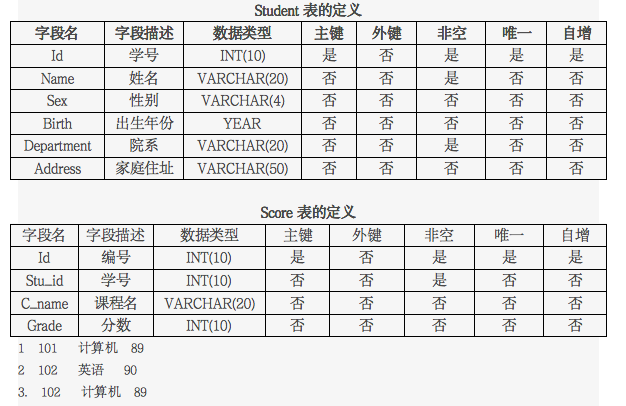 Student 表的定义
字段名 字段描述 数据类型 主键 外键 非空 唯一 自增
Id 学号 INT(10) 是 否 是 是 是
Name 姓名 VARCHAR(20) 否 否 是 否 否
Sex 性别 VARCHAR(4) 否 否 否 否 否
Birth 出生年份 YEAR 否 否 否 否 否
Department 院系 VARCHAR(20) 否 否 是 否 否
Address 家庭住址 VARCHAR(50) 否 否 否 否 否
Score 表的定义
字段名 字段描述 数据类型 主键 外键 非空 唯一 自增
Id 编号 INT(10) 是 否 是 是 是
Stu_id 学号 INT(10) 否 否 是 否 否
C_name 课程名 VARCHAR(20) 否 否 否 否 否
Grade 分数 INT(10) 否 否 否 否 否
1 101 计算机 89
2 102 英语 90
3. 102 计算机 89